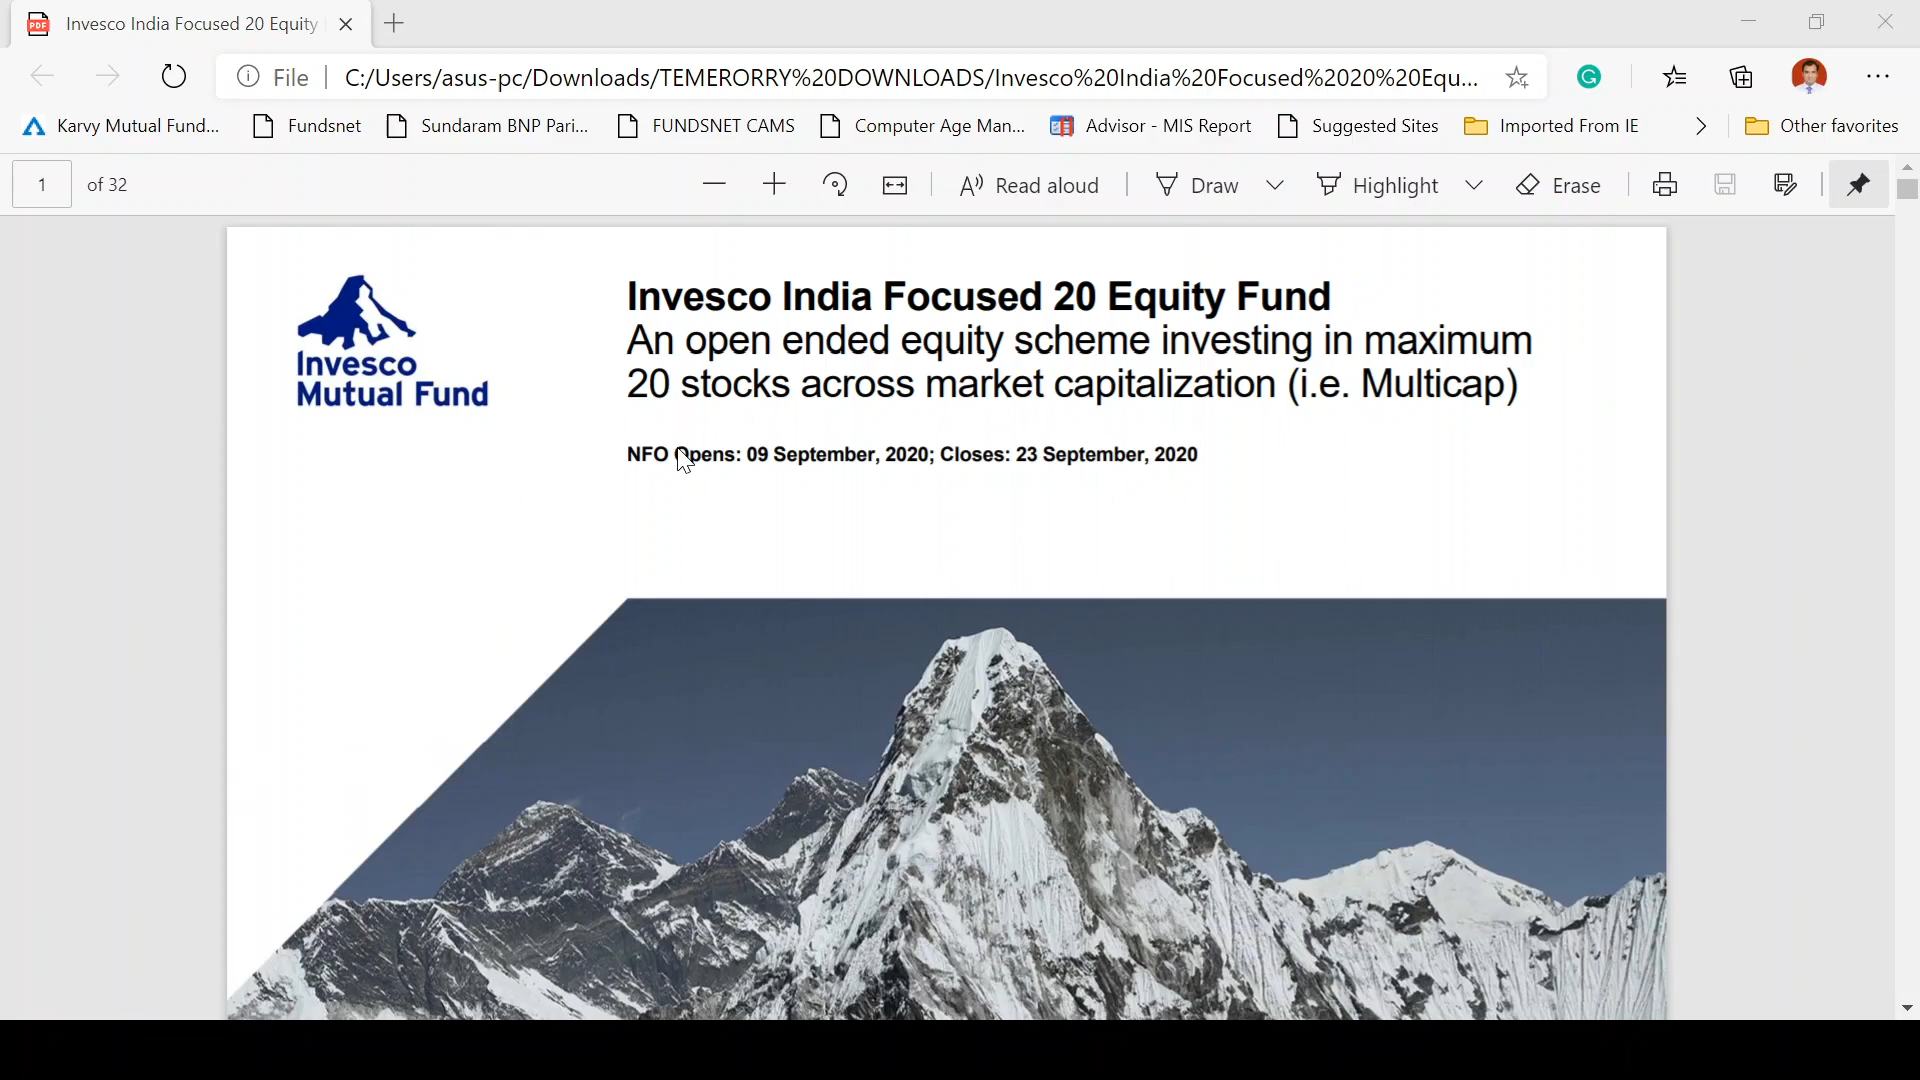 PDF Invesco India Focused 20 Equity
File C:/Users/asus-pc/Downloads/TEMERORRY%20DOWNLOADS/Invesco%20India%20Focused%2020%20Equ...
Karvy Mutual Fund... Fundsnet Sundaram BNP Pari... FUNDSNET CAMS Computer Age Man... Advisor - MIS Report Suggested Sites Imported From IE Other favorites
1 of 32 Read aloud Draw Highlight Erase
Invesco
Mutual Fund
Invesco India Focused 20 Equity Fund
An open ended equity scheme investing in maximum
20 stocks across market capitalization (i.e. Multicap)
NFO Opens: 09 September, 2020; Closes: 23 September, 2020